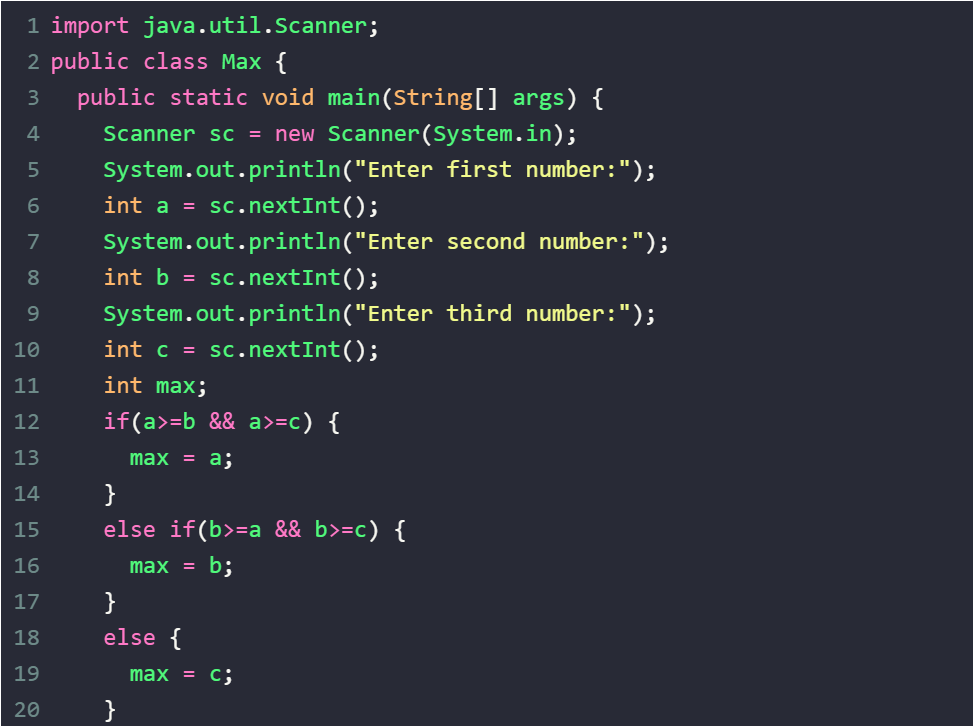 1 import java.util.Scanner;
2 public class Max {
3   public static void main(String[] args) {
4     Scanner sc = new Scanner(System.in);
5     System.out.println("Enter first number:");
6     int a = sc.nextInt();
7     System.out.println("Enter second number:");
8     int b = sc.nextInt();
9     System.out.println("Enter third number:");
10     int c = sc.nextInt();
11     int max;
12     if(a>=b && a>=c) {
13       max = a;
14     }
15     else if(b>=a && b>=c) {
16       max = b;
17     }
18     else {
19       max = c;
20     }